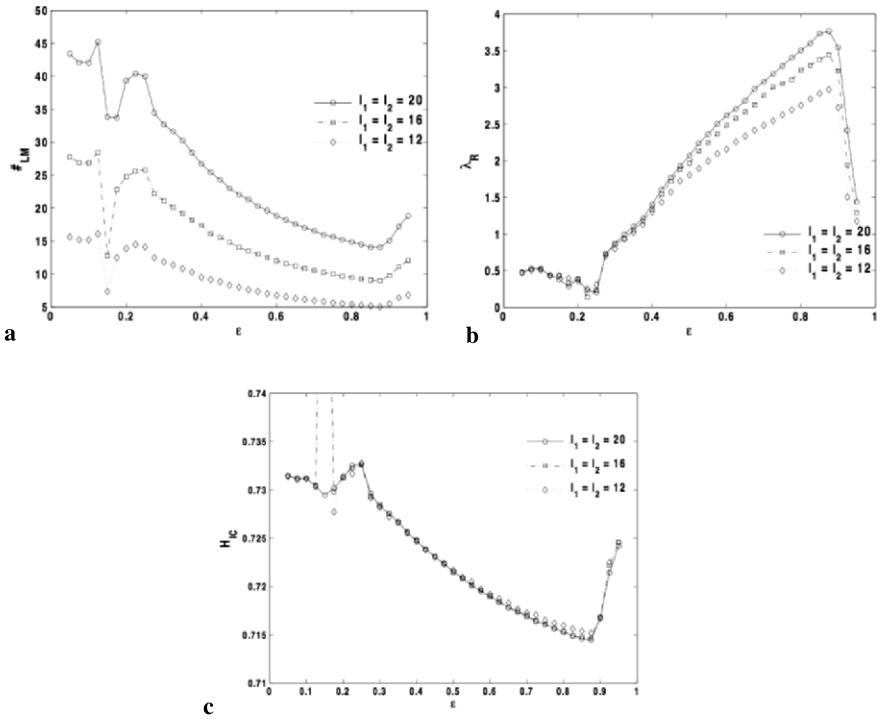 50
45
40
35
30
25
20
15
10
5
0 0.2 0.4 0.6 0.8 1
#LM
ε
l1 = l2 = 20
l1 = l2 = 16
l1 = l2 = 12
a
4
3.5
3
2.5
2
1.5
1
0.5
0
0 0.2 0.4 0.6 0.8 1
λR
ε
l1 = l2 = 20
l1 = l2 = 16
l1 = l2 = 12
b
0.74
0.735
0.73
0.725
0.72
0.715
0.71
0 0.1 0.2 0.3 0.4 0.5 0.6 0.7 0.8 0.9 1
HIC
ε
l1 = l2 = 20
l1 = l2 = 16
l1 = l2 = 12
c